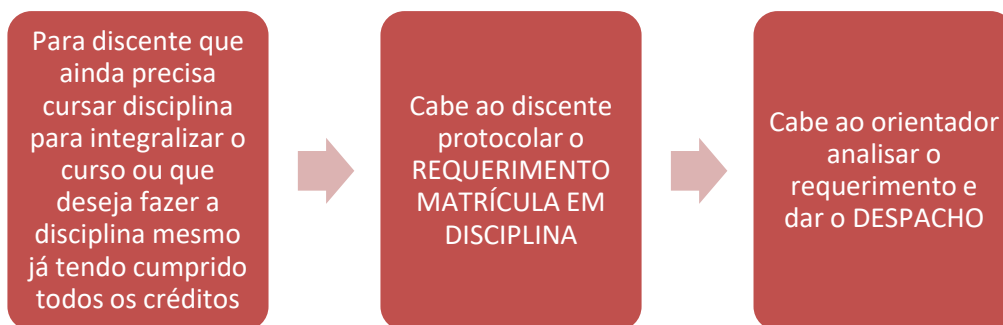 Para discente que
ainda precisa
cursar disciplina
para integralizar o
curso ou que
deseja fazer a
disciplina mesmo
já tendo cumprido
todos os créditos
Cabe ao discente
protocolar o
REQUERIMENTO
MATRÍCULA EM
DISCIPLINA
Cabe ao orientador
analisar o
requerimento e
dar o DESPACHO